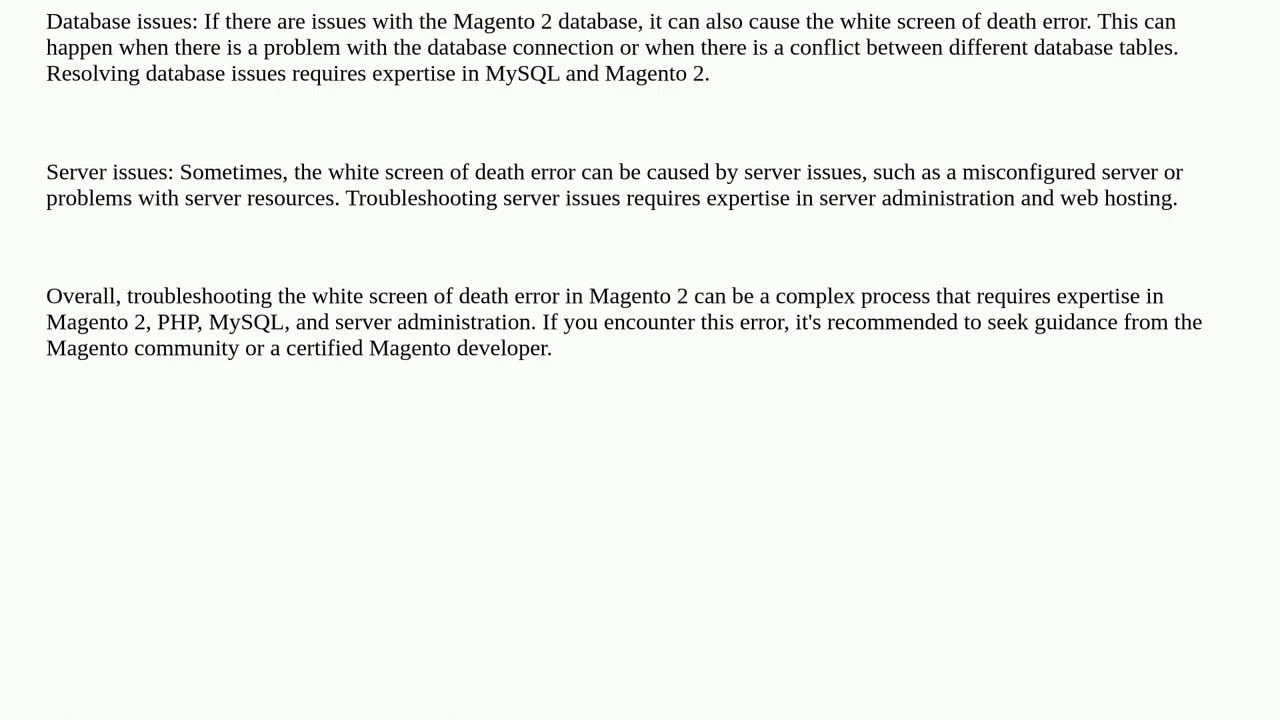 Database issues: If there are issues with the Magento 2 database, it can also cause the white screen of death error. This can
happen when there is a problem with the database connection or when there is a conflict between different database tables.
Resolving database issues requires expertise in MySQL and Magento 2.
Server issues: Sometimes, the white screen of death error can be caused by server issues, such as a misconfigured server or
problems with server resources. Troubleshooting server issues requires expertise in server administration and web hosting.
Overall, troubleshooting the white screen of death error in Magento 2 can be a complex process that requires expertise in
Magento 2, PHP, MySQL, and server administration. If you encounter this error, it's recommended to seek guidance from the
Magento community or a certified Magento developer.